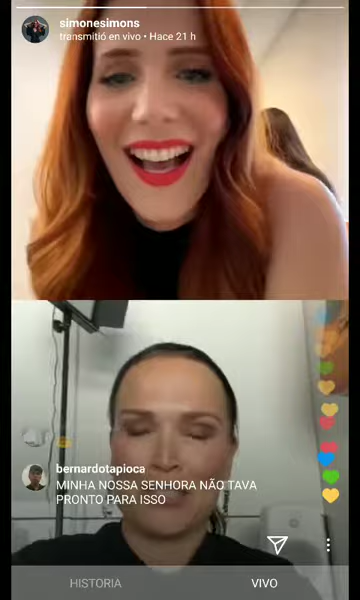 simonesimons
transmitió en vivo • Hace 21 h
bernardotapioca
MINHA NOSSA SENHORA NÃO TAVA
PRONTO PARA ISSO
HISTORIA
VIVO